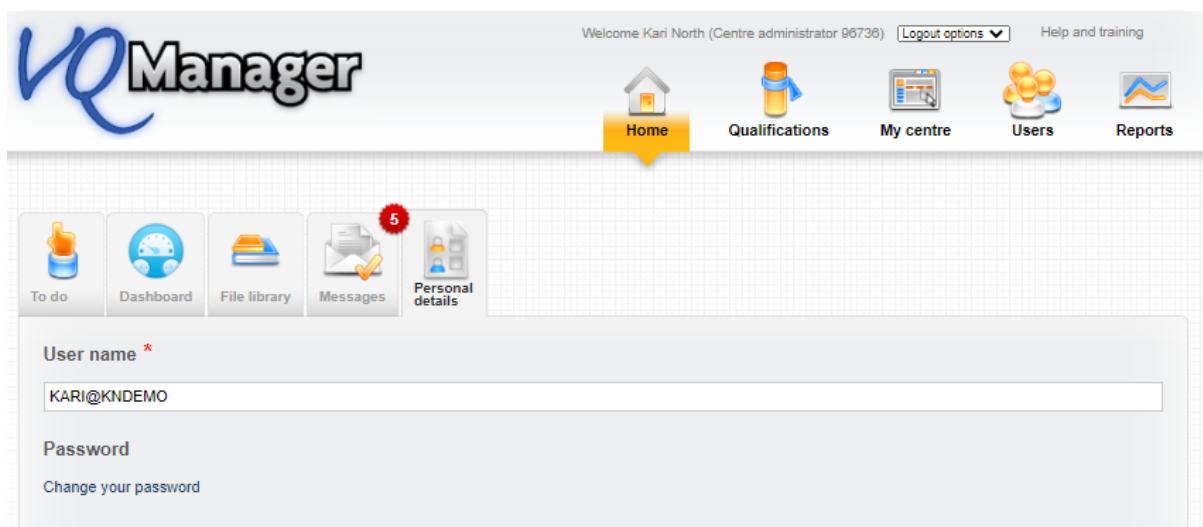 VQManager
Welcome Kari North (Centre administrator 96736) Logout options Help and training
Home Qualifications My centre Users Reports
5
To do Dashboard File library Messages Personal details
User name *
KARI@KNDEMO
Password
Change your password